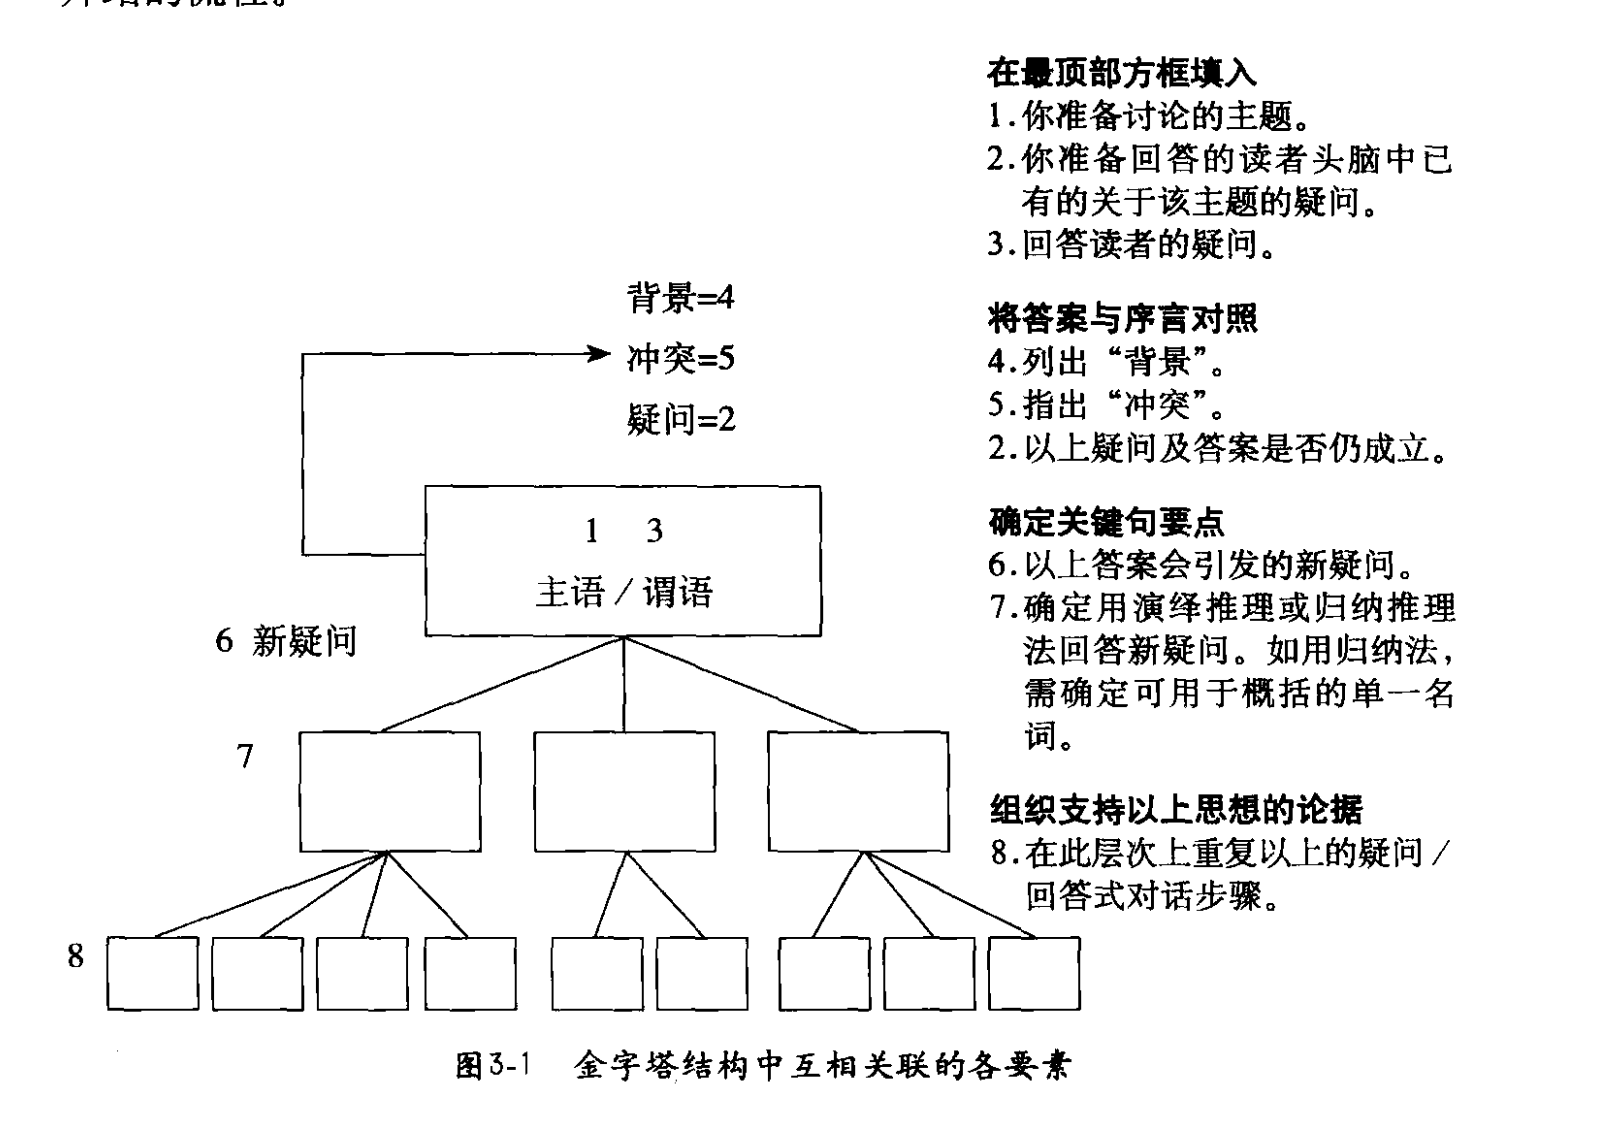 在最顶部方框填入
1.你准备讨论的主题。
2.你准备回答的读者头脑中已
有的关于该主题的疑问。
3.回答读者的疑问。
将答案与序言对照
4.列出“背景”。
5.指出“冲突”。
2.以上疑问及答案是否仍成立。
确定关键句要点
6.以上答案会引发的新疑问。
7.确定用演绎推理或归纳推理
法回答新疑问。如用归纳法，
需确定可用于概括的单一名
词。
组织支持以上思想的论据
8.在此层次上重复以上的疑问／
回答式对话步骤。
背景=4
冲突=5
疑问=2
1 3
主语／谓语
6 新疑问
7
8
图3-1 金字塔结构中互相关联的各要素